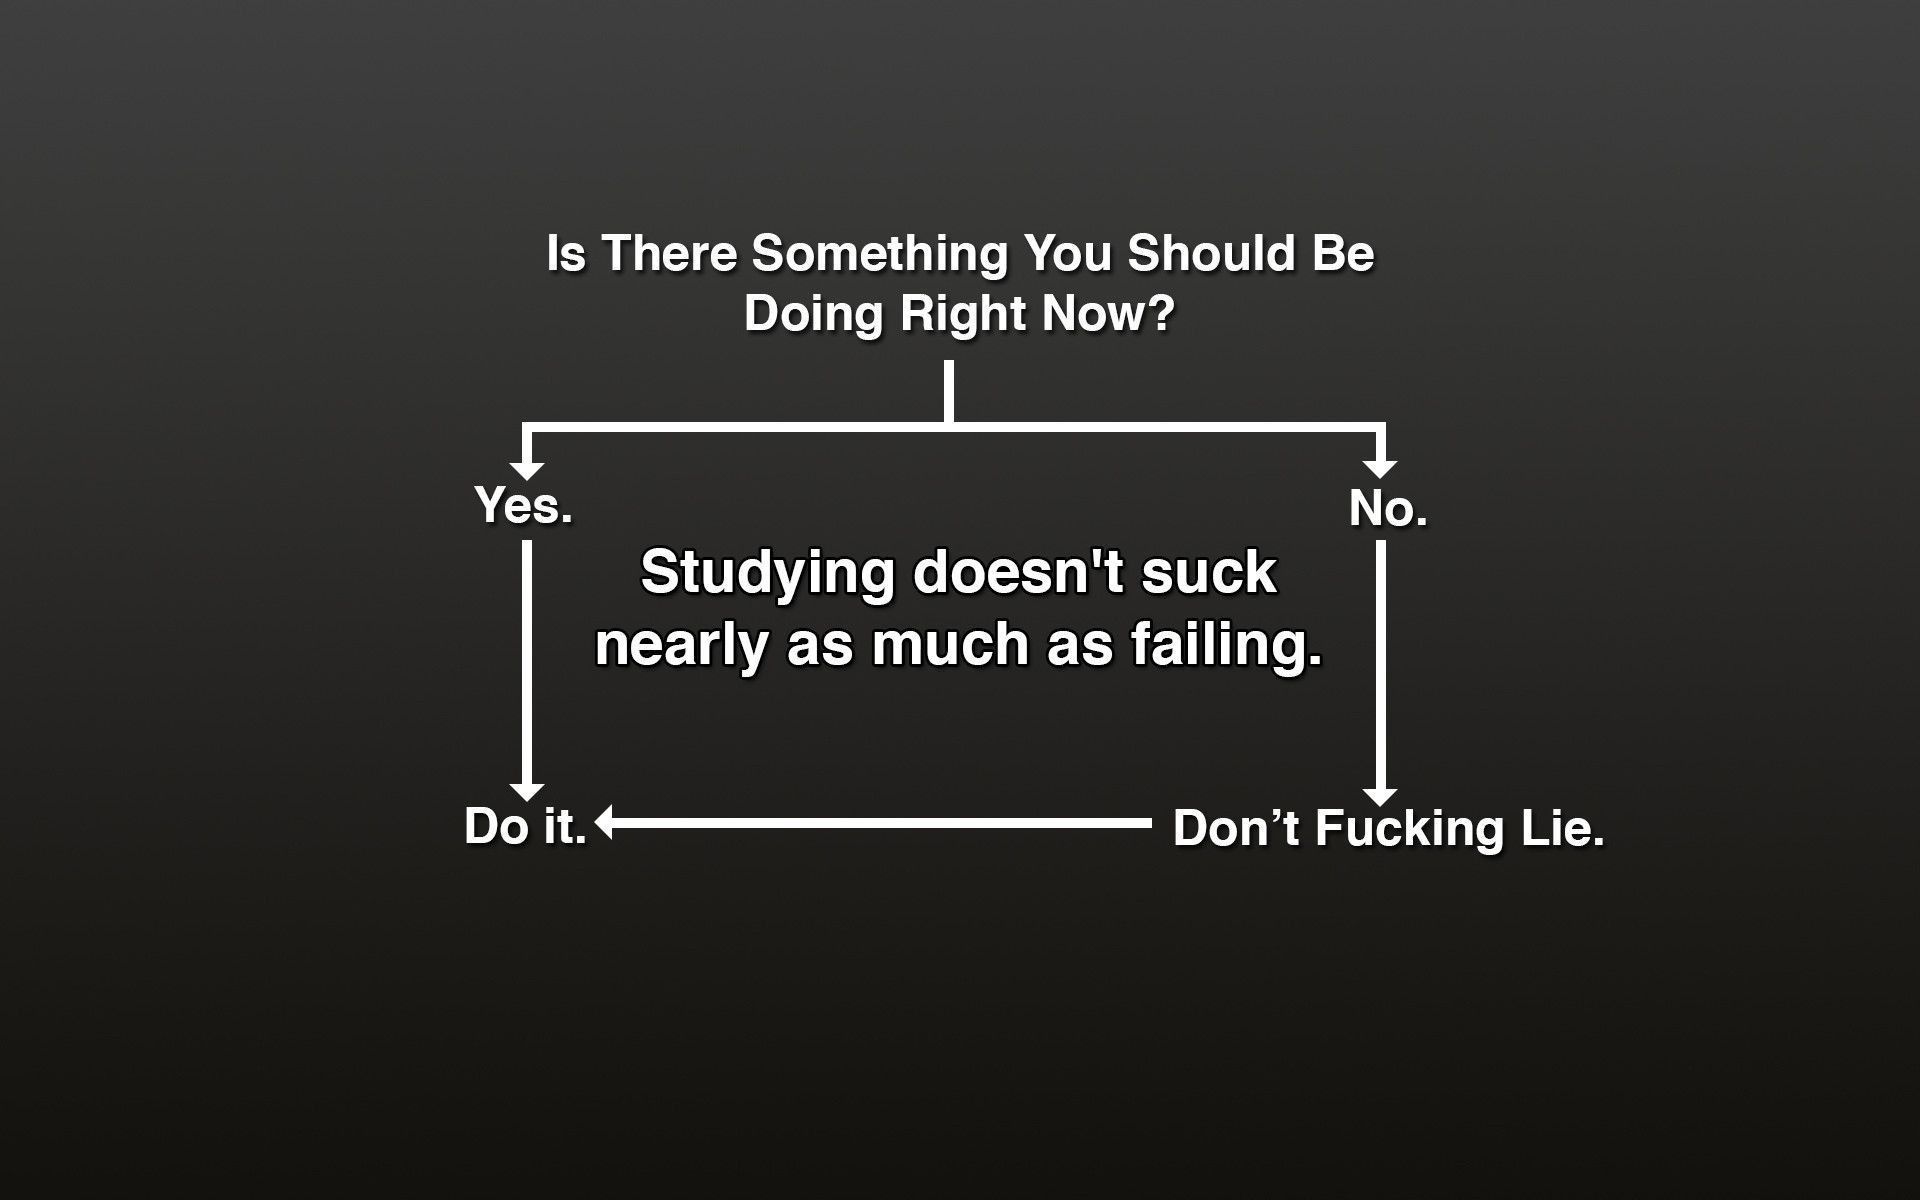 Is There Something You Should Be
Doing Right Now?
Yes.
No.
Studying doesn't suck
nearly as much as failing.
Do it.
Don’t Fucking Lie.